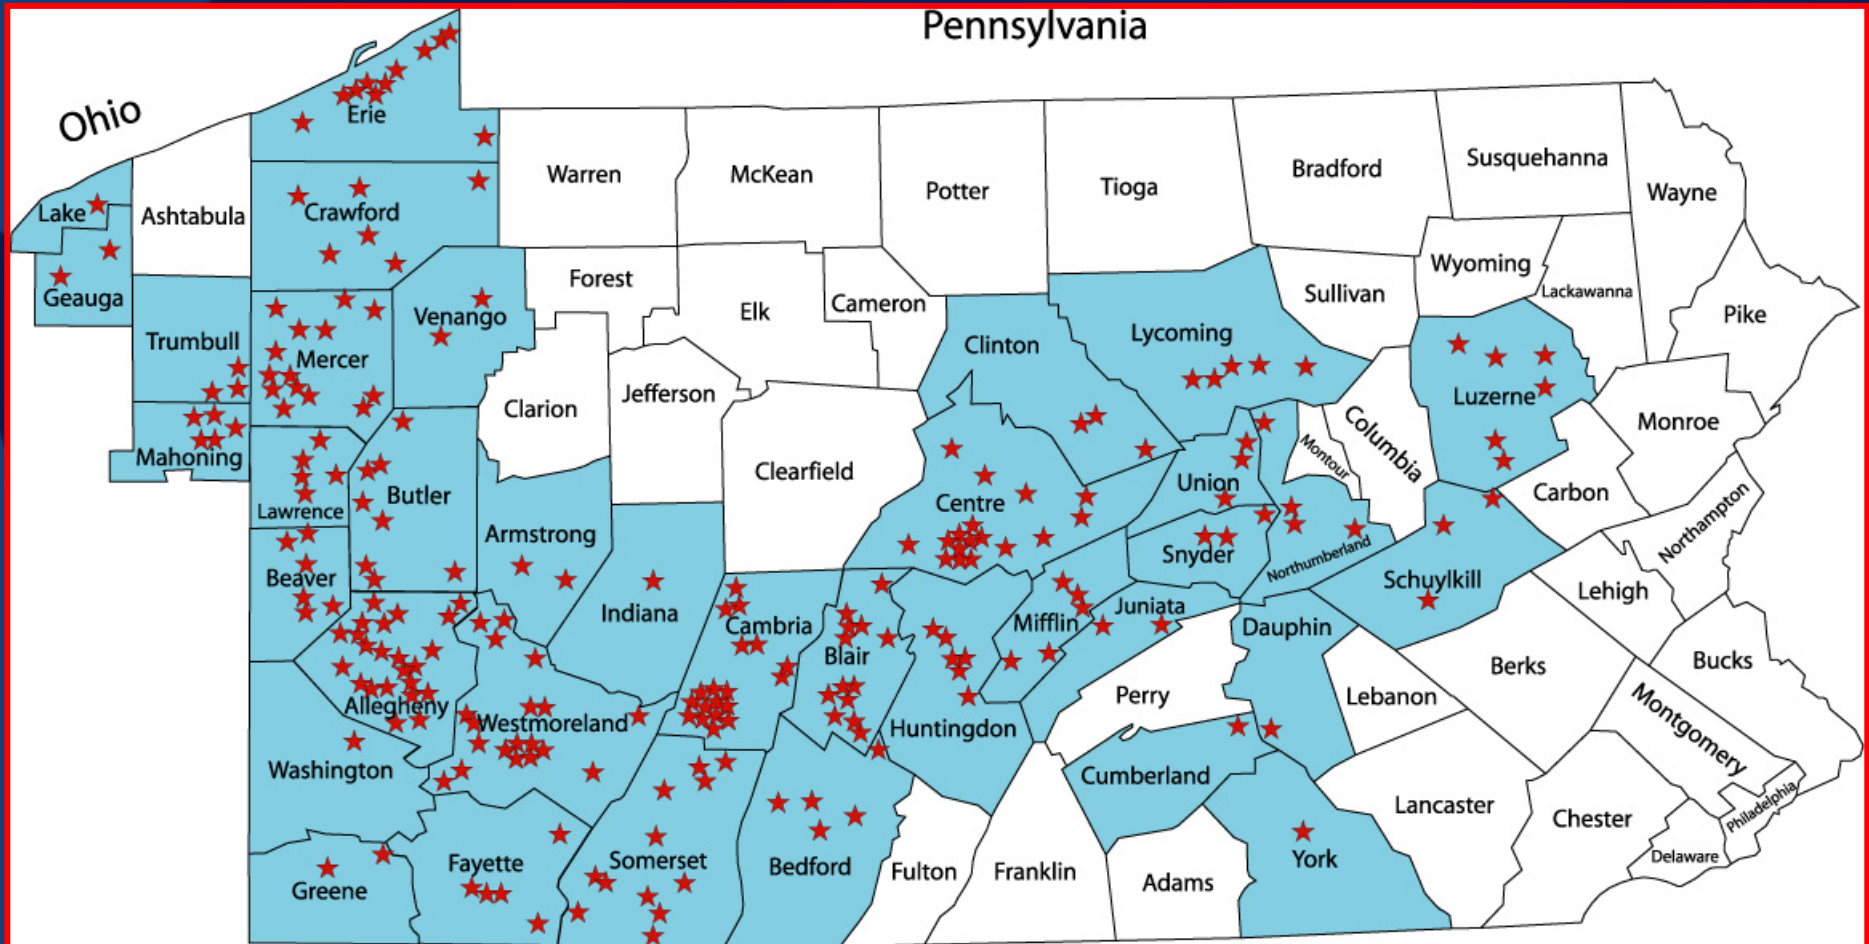 Pennsylvania
Ohio
Erie
Warren
McKean
Potter
Tioga
Bradford
Susquehanna
Wayne
Lake
Ashtabula
Crawford
Geauga
Forest
Elk
Cameron
Sullivan
Wyoming
Lackawanna
Pike
Trumbull
Mercer
Venango
Clinton
Lycoming
Luzerne
Monroe
Clarion
Jefferson
Clearfield
Columbia
Montour
Mahoning
Butler
Lawrence
Armstrong
Centre
Union
Carbon
Northampton
Snyder
Northumberland
Schuylkill
Lehigh
Beaver
Indiana
Cambria
Blair
Mifflin
Juniata
Dauphin
Berks
Bucks
Allegheny
Westmoreland
Huntingdon
Perry
Lebanon
Montgomery
Washington
Cumberland
Lancaster
Chester
Philadelphia
Delaware
Greene
Fayette
Somerset
Bedford
Fulton
Franklin
Adams
York